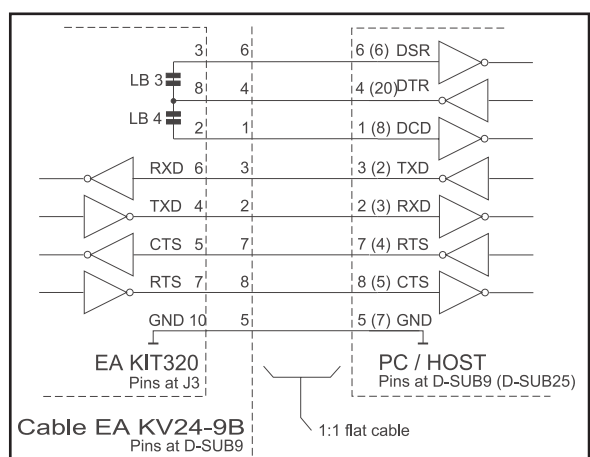 3 6 6 (6) DSR
LB 3
8 4 4 (20) DTR
LB 4
2 1 1 (8) DCD
RXD 6 3 3 (2) TXD
TXD 4 2 2 (3) RXD
CTS 5 7 7 (4) RTS
RTS 7 8 8 (5) CTS
GND 10 5 5 (7) GND
EA KIT320
Pins at J3
PC / HOST
Pins at D-SUB9 (D-SUB25)
Cable EA KV24-9B
Pins at D-SUB9
1:1 flat cable